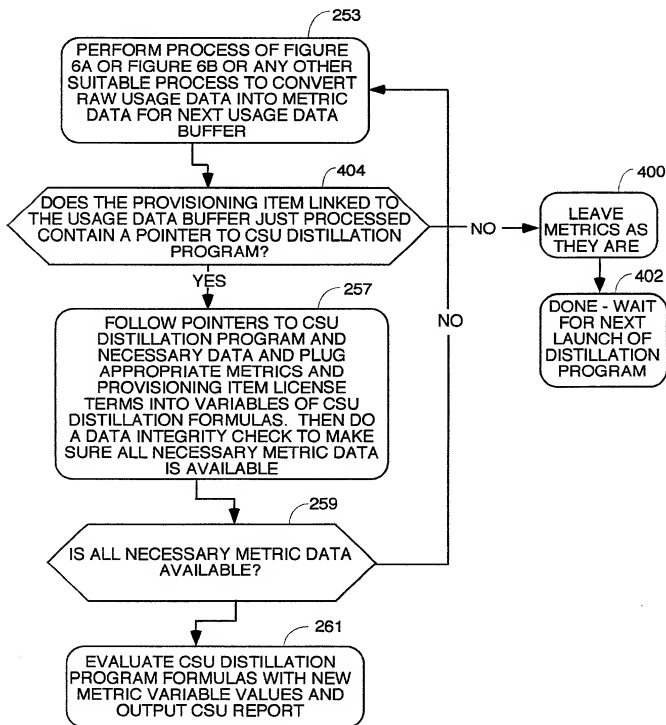 253
PERFORM PROCESS OF FIGURE
6A OR FIGURE 6B OR ANY OTHER
SUITABLE PROCESS TO CONVERT
RAW USAGE DATA INTO METRIC
DATA FOR NEXT USAGE DATA
BUFFER
404
DOES THE PROVISIONING ITEM LINKED TO
THE USAGE DATA BUFFER JUST PROCESSED
CONTAIN A POINTER TO CSU DISTILLATION
PROGRAM?
NO
400
LEAVE
METRICS AS
THEY ARE
402
DONE - WAIT
FOR NEXT
LAUNCH OF
DISTILLATION
PROGRAM
YES
257
FOLLOW POINTERS TO CSU
DISTILLATION PROGRAM AND
NECESSARY DATA AND PLUG
APPROPRIATE METRICS AND
PROVISIONING ITEM LICENSE
TERMS INTO VARIABLES OF CSU
DISTILLATION FORMULAS. THEN DO
A DATA INTEGRITY CHECK TO MAKE
SURE ALL NECESSARY METRIC DATA
IS AVAILABLE
NO
259
IS ALL NECESSARY METRIC DATA
AVAILABLE?
261
EVALUATE CSU DISTILLATION
PROGRAM FORMULAS WITH NEW
METRIC VARIABLE VALUES AND
OUTPUT CSU REPORT